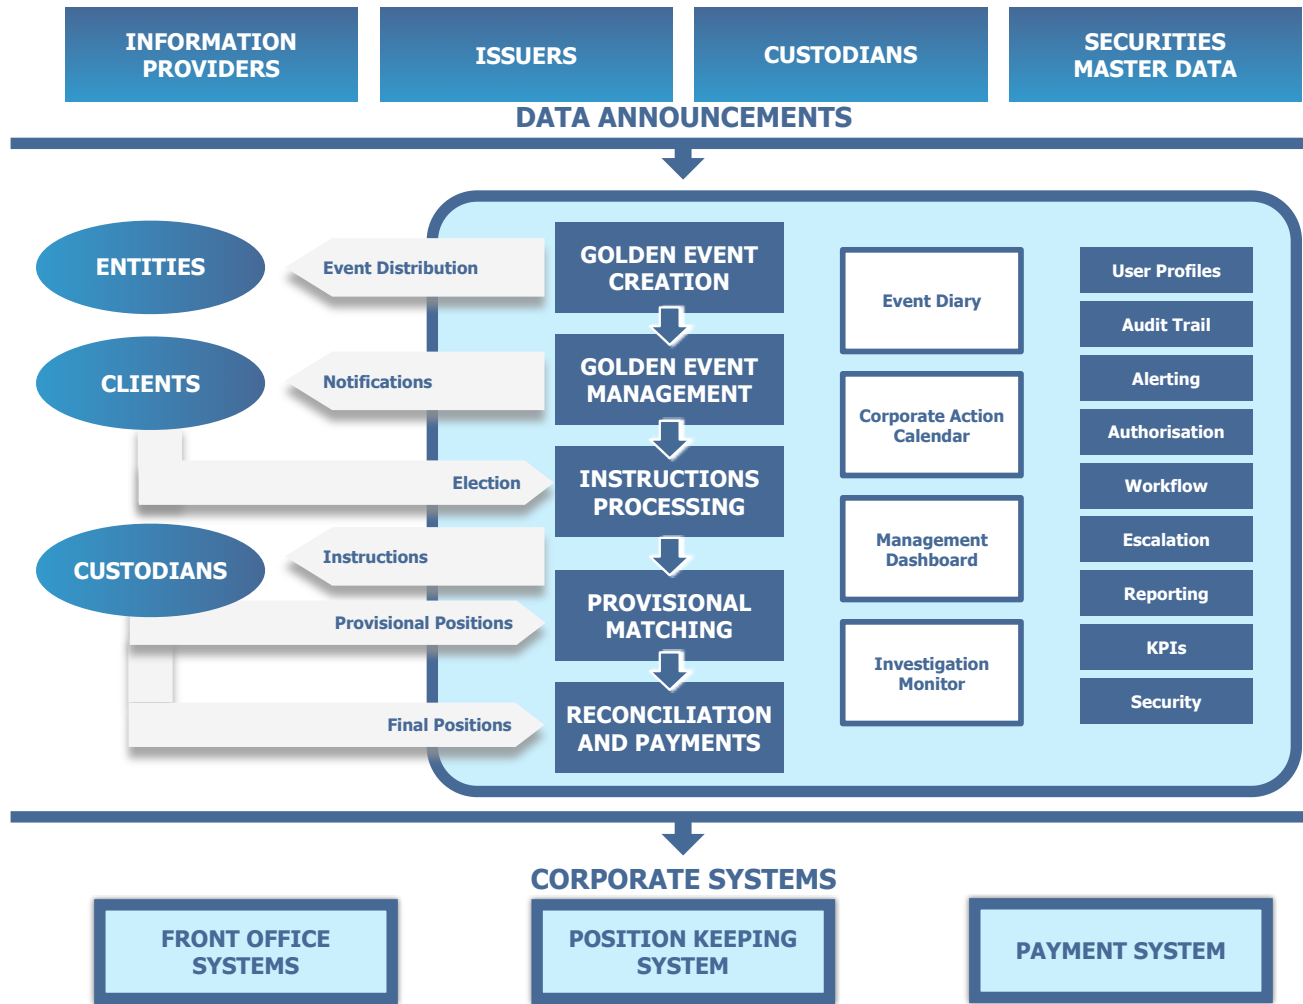 INFORMATION
PROVIDERS
ISSUERS
CUSTODIANS
SECURITIES
MASTER DATA
DATA ANNOUNCEMENTS
ENTITIES
Event Distribution
GOLDEN EVENT
CREATION
CLIENTS
Notifications
GOLDEN EVENT
MANAGEMENT
Election
INSTRUCTIONS
PROCESSING
CUSTODIANS
Instructions
Provisional Positions
PROVISIONAL
MATCHING
Final Positions
RECONCILIATION
AND PAYMENTS
Event Diary
Corporate Action
Calendar
Management
Dashboard
Investigation
Monitor
User Profiles
Audit Trail
Alerting
Authorisation
Workflow
Escalation
Reporting
KPIs
Security
CORPORATE SYSTEMS
FRONT OFFICE
SYSTEMS
POSITION KEEPING
SYSTEM
PAYMENT SYSTEM